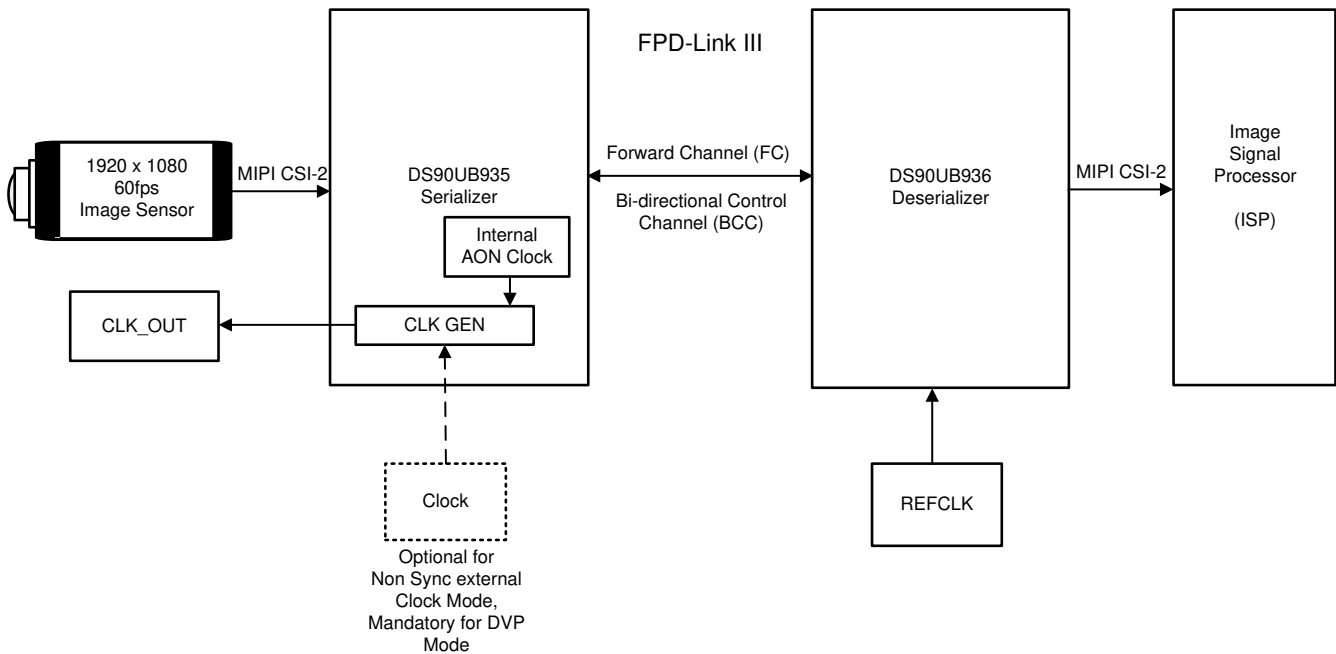 FPD-Link III
1920 x 1080
60fps
Image Sensor
MIPI CSI-2
DS90UB935
Serializer
Internal
AON Clock
CLK GEN
CLK_OUT
Clock
Optional for
Non Sync external
Clock Mode,
Mandatory for DVP
Mode
Forward Channel (FC)
Bi-directional Control
Channel (BCC)
DS90UB936
Deserializer
REFCLK
MIPI CSI-2
Image
Signal
Processor
(ISP)